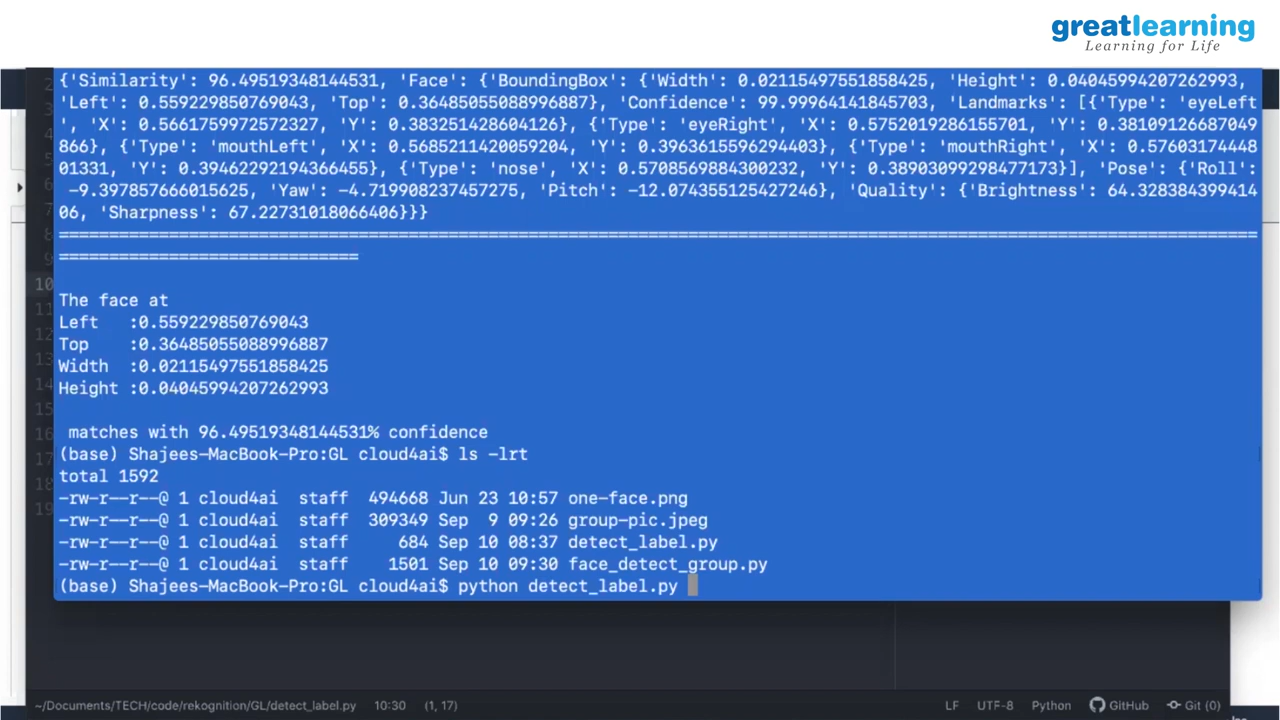 greatlearning
Learning for Life
{'Similarity': 96.49519348144531, 'Face': {'BoundingBox': {'Width': 0.02115497551858425, 'Height': 0.04045994207262993,
'Left': 0.559229850769043, 'Top': 0.36485055088996887}, 'Confidence': 99.99964141845703, 'Landmarks': [{'Type': 'eyeLeft
', 'X': 0.5661759972572327, 'Y': 0.383251428604126}, {'Type': 'eyeRight', 'X': 0.5752019286155701, 'Y': 0.38109126687049
866}, {'Type': 'mouthLeft', 'X': 0.5685211420059204, 'Y': 0.3963615596294403}, {'Type': 'mouthRight', 'X': 0.57603174448
01331, 'Y': 0.39462292194366455}, {'Type': 'nose', 'X': 0.5708569884300232, 'Y': 0.38903099298477173}], 'Pose': {'Roll':
-9.397857666015625, 'Yaw': -4.719908237457275, 'Pitch': -12.074355125427246}, 'Quality': {'Brightness': 64.328384399414
06, 'Sharpness': 67.22731018066406}}}
========================================================================================================================
==============================
The face at
Left :0.559229850769043
Top :0.36485055088996887
Width :0.02115497551858425
Height :0.04045994207262993
matches with 96.49519348144531% confidence
(base) Shajees-MacBook-Pro:GL cloud4ai$ ls -lrt
total 1592
-rw-r--r--@ 1 cloud4ai staff 494668 Jun 23 10:57 one-face.png
-rw-r--r--@ 1 cloud4ai staff 309349 Sep 9 09:26 group-pic.jpeg
-rw-r--r--@ 1 cloud4ai staff 684 Sep 10 08:37 detect_label.py
-rw-r--r--@ 1 cloud4ai staff 1501 Sep 10 09:30 face_detect_group.py
(base) Shajees-MacBook-Pro:GL cloud4ai$ python detect_label.py
~/Documents/TECH/code/rekognition/GL/detect_label.py 10:30 (1, 17) LF UTF-8 Python GitHub Git (0)